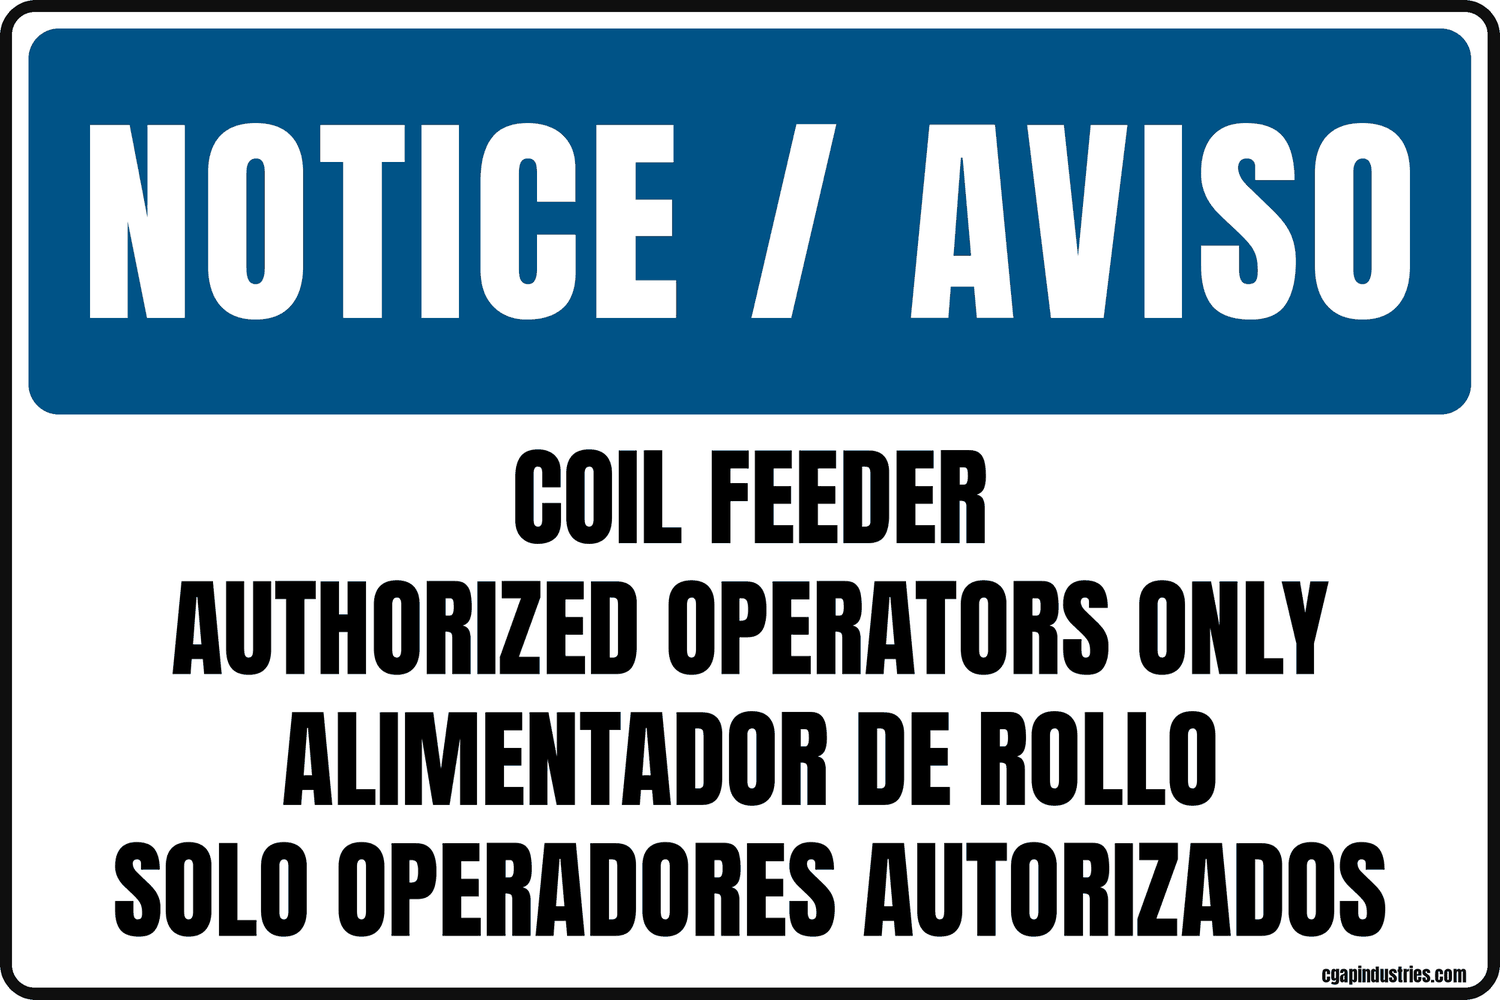 NOTICE / AVISO
COIL FEEDER
AUTHORIZED OPERATORS ONLY
ALIMENTADOR DE ROLLO
SOLO OPERADORES AUTORIZADOS
cgapindustries.com